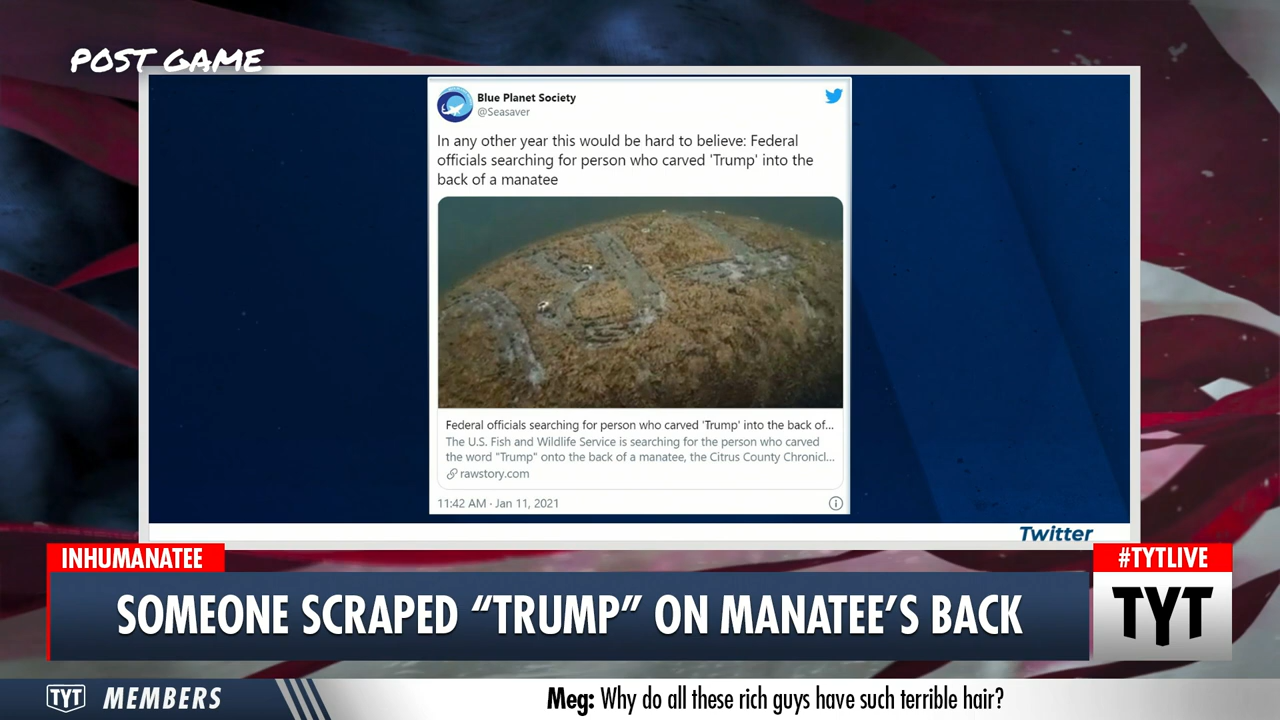 POST GAME
Blue Planet Society
@Seasaver
In any other year this would be hard to believe: Federal
officials searching for person who carved 'Trump' into the
back of a manatee
Federal officials searching for person who carved 'Trump' into the back of...
The U.S. Fish and Wildlife Service is searching for the person who carved
the word "Trump" onto the back of a manatee, the Citrus County Chronicl...
rawstory.com
11:42 AM · Jan 11, 2021
Twitter
INHUMANATEE
#TYTLIVE
SOMEONE SCRAPED “TRUMP” ON MANATEE’S BACK
TYT
TYT MEMBERS
Meg: Why do all these rich guys have such terrible hair?